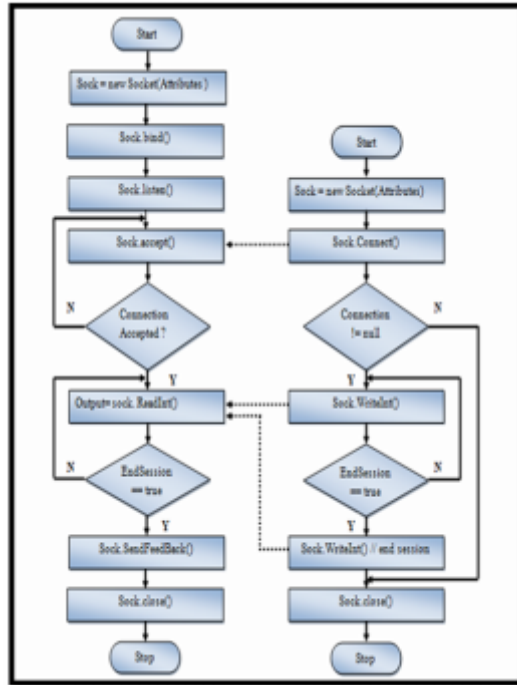 Start
Sock = new Socket(Attributes )
Sock.bind()
Sock.listen()
Sock.accept()
N
Connection
Accepted ?
Y
Output= sock. ReadInt()
N
EndSession
== true
Y
Sock.SendFeedBack()
Sock.close()
Stop
Start
Sock = new Socket(Attributes)
Sock.Connect()
Connection
!= null
N
Y
Sock.WriteInt()
EndSession
== true
N
Y
Sock.WriteInt() // end session
Sock.close()
Stop